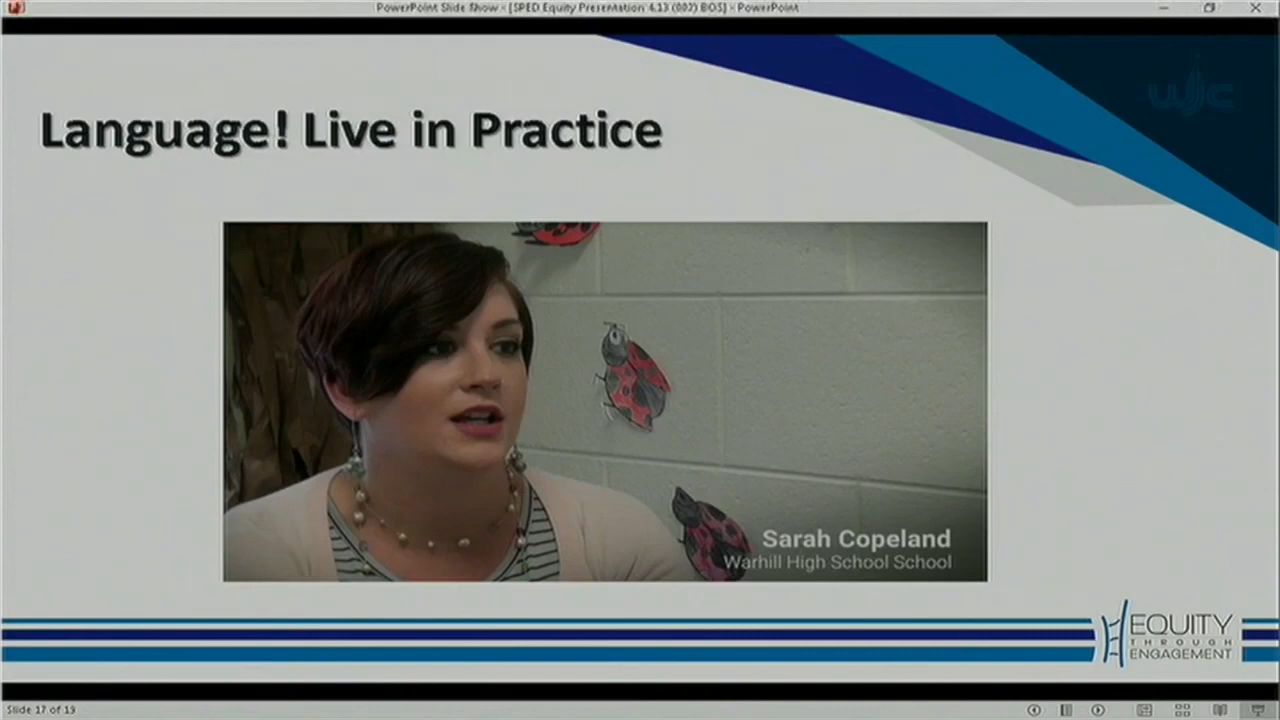 PowerPoint Slide Show - [SPED Equity Presentation 4.13 (002) BOS] - PowerPoint
wjc
Language! Live in Practice
Sarah Copeland
Warhill High School School
EQUITY
THROUGH
ENGAGEMENT
Slide 17 of 19